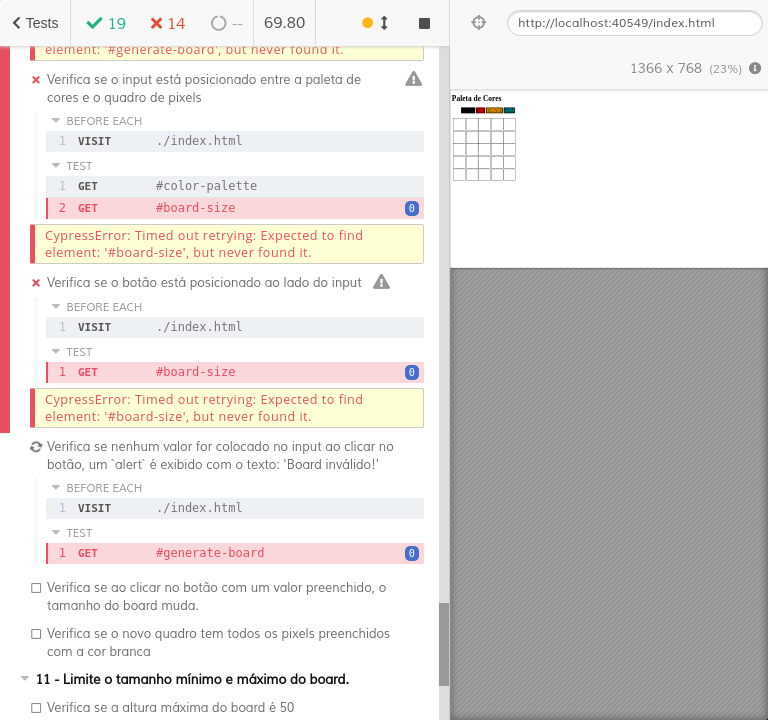 Tests 19 14 -- 69.80
http://localhost:40549/index.html
1366 x 768 (23%)
element: '#generate-board', but never found it.
Verifica se o input está posicionado entre a paleta de
cores e o quadro de pixels
BEFORE EACH
1 VISIT ./index.html
TEST
1 GET #color-palette
2 GET #board-size 0
CypressError: Timed out retrying: Expected to find
element: '#board-size', but never found it.
Verifica se o botão está posicionado ao lado do input
BEFORE EACH
1 VISIT ./index.html
TEST
1 GET #board-size 0
CypressError: Timed out retrying: Expected to find
element: '#board-size', but never found it.
Verifica se nenhum valor for colocado no input ao clicar no
botão, um `alert` é exibido com o texto: 'Board inválido!'
BEFORE EACH
1 VISIT ./index.html
TEST
1 GET #generate-board 0
Verifica se ao clicar no botão com um valor preenchido, o
tamanho do board muda.
Verifica se o novo quadro tem todos os pixels preenchidos
com a cor branca
11 - Limite o tamanho mínimo e máximo do board.
Verifica se a altura máxima do board é 50
Paleta de Cores